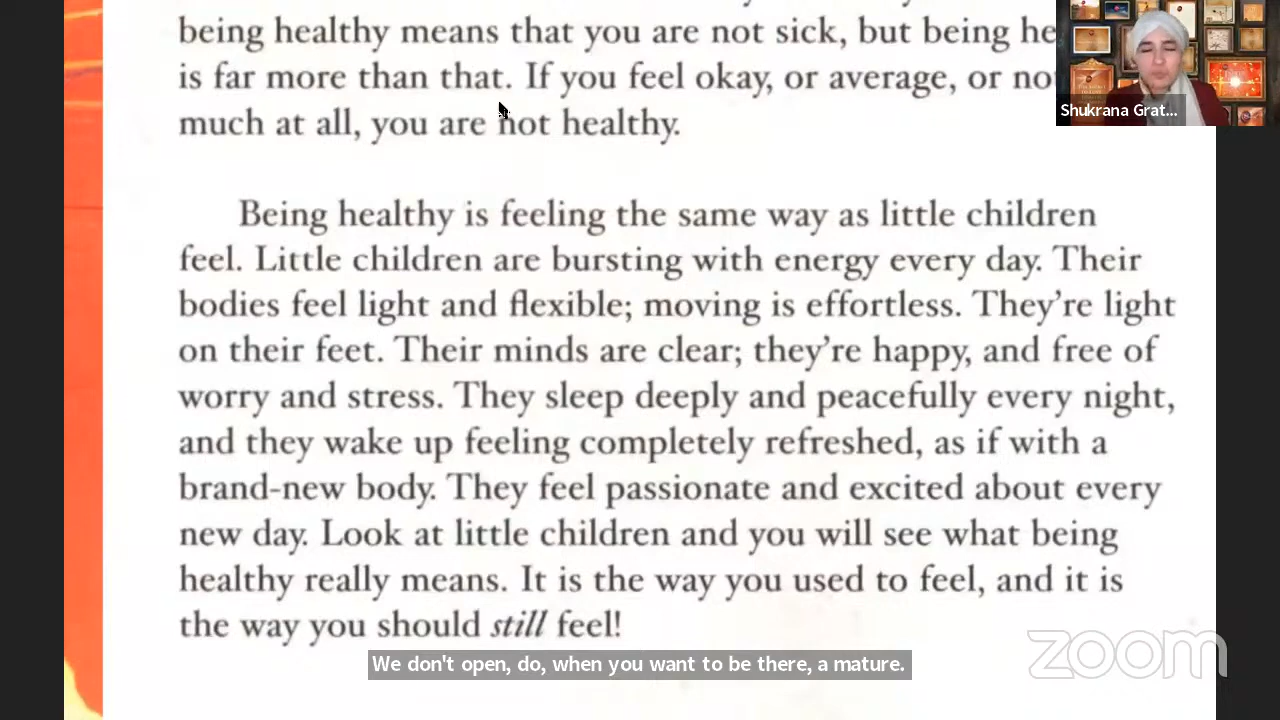 being healthy means that you are not sick, but being he
is far more than that. If you feel okay, or average, or no
much at all, you are not healthy.
Being healthy is feeling the same way as little children
feel. Little children are bursting with energy every day. Their
bodies feel light and flexible; moving is effortless. They’re light
on their feet. Their minds are clear; they’re happy, and free of
worry and stress. They sleep deeply and peacefully every night,
and they wake up feeling completely refreshed, as if with a
brand-new body. They feel passionate and excited about every
new day. Look at little children and you will see what being
healthy really means. It is the way you used to feel, and it is
the way you should still feel!
Shukrana Grat...
We don't open, do, when you want to be there, a mature.
zoom